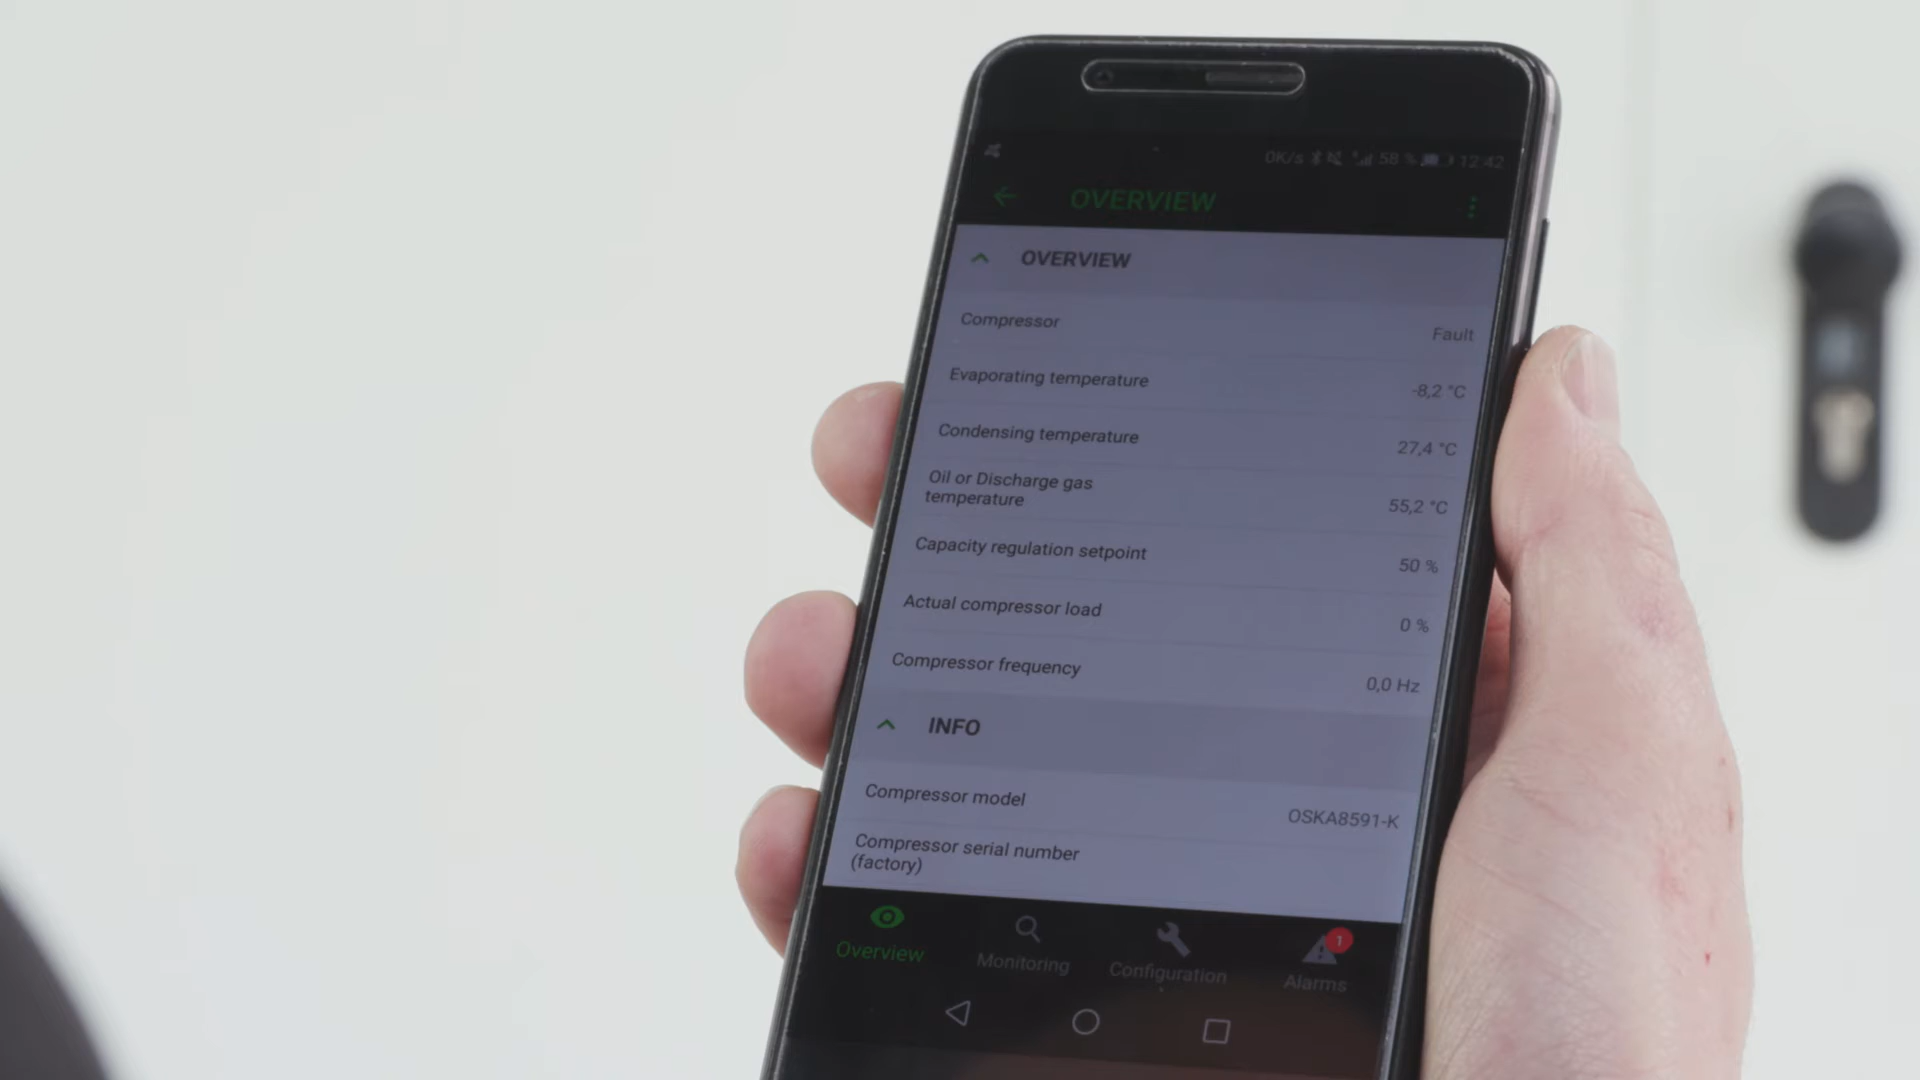 0K/s 58 % 12:42
OVERVIEW
OVERVIEW
Compressor Fault
Evaporating temperature -8,2 °C
Condensing temperature 27,4 °C
Oil or Discharge gas
temperature 55,2 °C
Capacity regulation setpoint 50 %
Actual compressor load 0 %
Compressor frequency 0,0 Hz
INFO
Compressor model OSKA8591-K
Compressor serial number
(factory)
1
Overview Monitoring Configuration Alarms